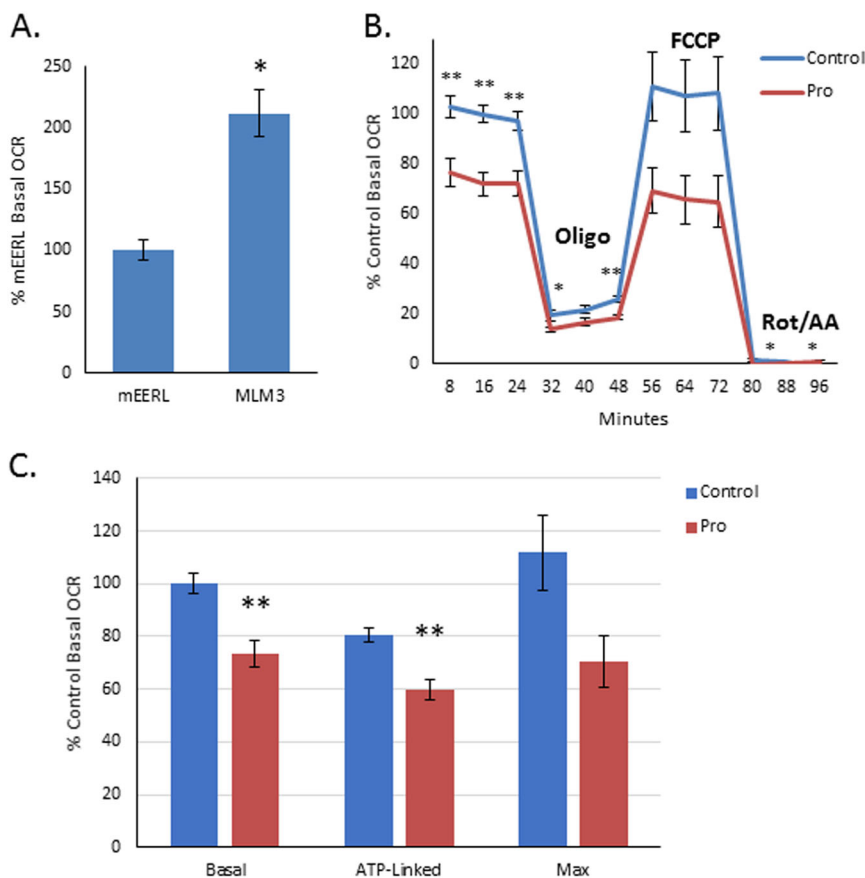 A.
% mEERL Basal OCR
300
250
200
150
100
50
0
*
mEERL
MLM3
B.
% Control Basal OCR
120
100
80
60
40
20
0
** ** **
Oligo
* **
FCCP
Rot/AA
* *
8 16 24 32 40 48 56 64 72 80 88 96
Minutes
Control
Pro
C.
% Control Basal OCR
140
120
100
80
60
40
20
0
**
**
Basal
ATP-Linked
Max
Control
Pro